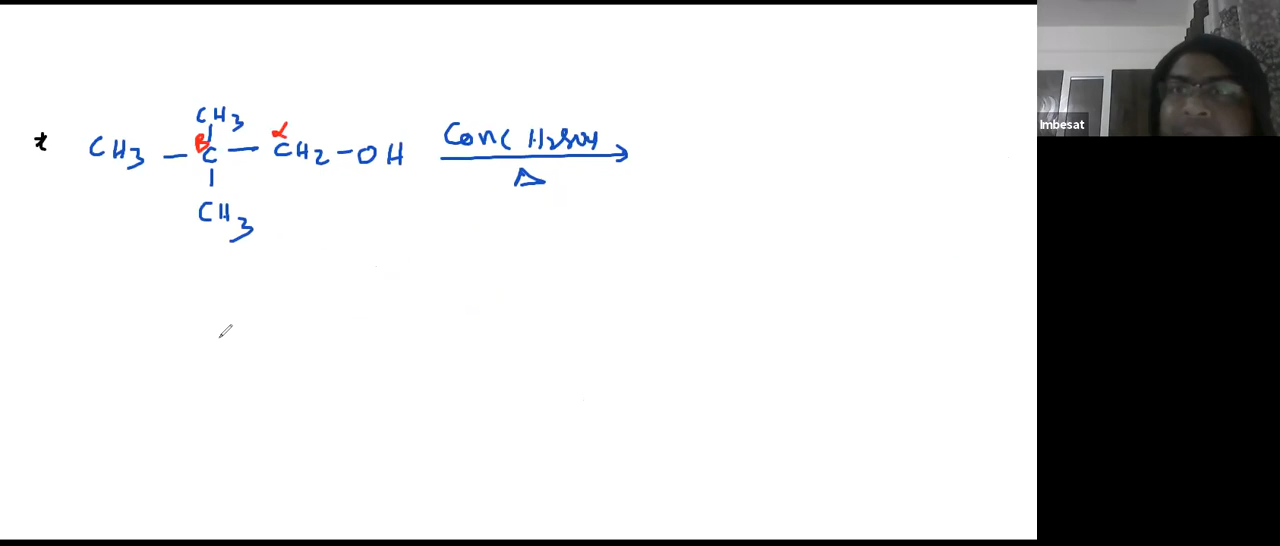 CH3
* CH3 - C - CH2 - OH Conc H2SO4
β α
Δ
CH3
Imbesat